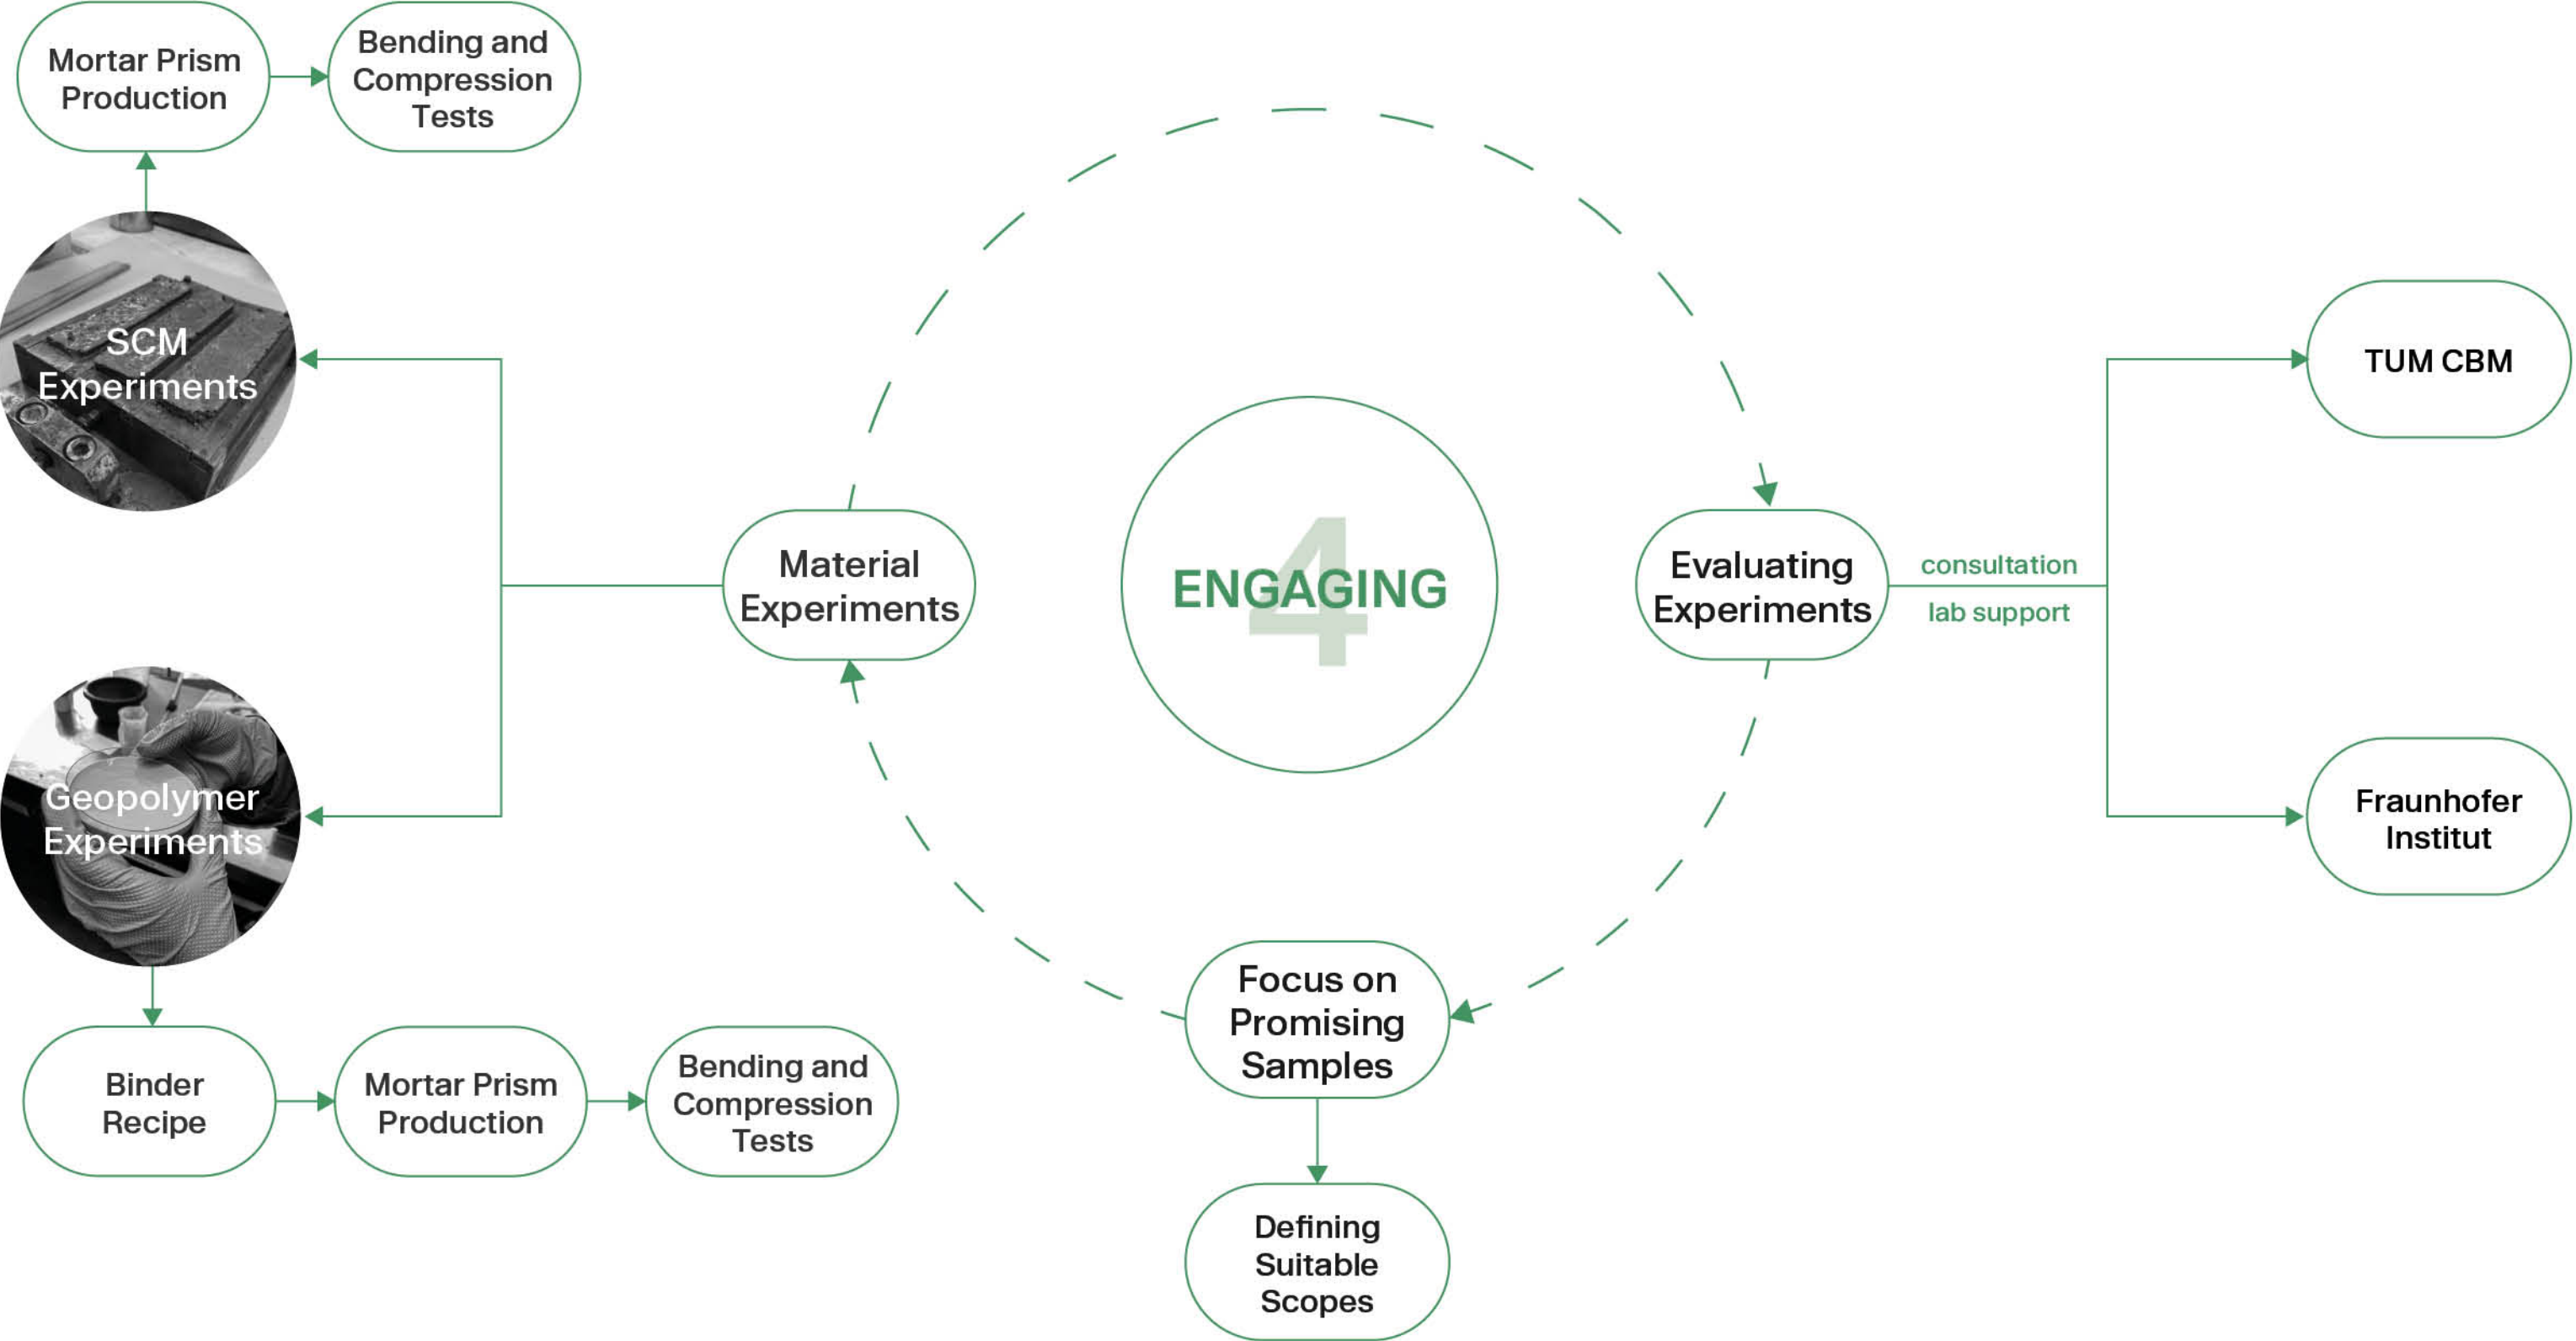 Mortar Prism
Production
Bending and
Compression
Tests
SCM
Experiments
Geopolymer
Experiments
Binder
Recipe
Mortar Prism
Production
Bending and
Compression
Tests
Material
Experiments
4
ENGAGING
Evaluating
Experiments
consultation
lab support
TUM CBM
Fraunhofer
Institut
Focus on
Promising
Samples
Defining
Suitable
Scopes